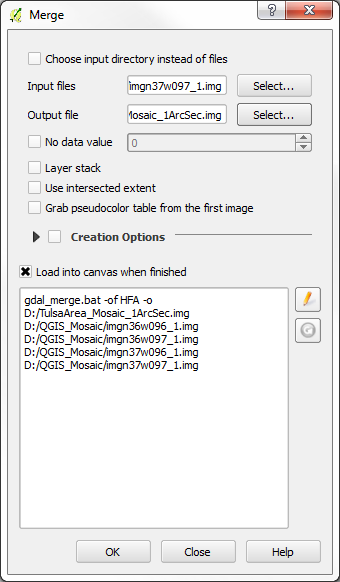 Merge
Choose input directory instead of files
Input files imgn37w097_1.img Select...
Output file Mosaic_1ArcSec.img Select...
No data value 0
Layer stack
Use intersected extent
Grab pseudocolor table from the first image
Creation Options
Load into canvas when finished
gdal_merge.bat -of HFA -o
D:/TulsaArea_Mosaic_1ArcSec.img
D:/QGIS_Mosaic/imgn36w096_1.img
D:/QGIS_Mosaic/imgn36w097_1.img
D:/QGIS_Mosaic/imgn37w096_1.img
D:/QGIS_Mosaic/imgn37w097_1.img
OK Close Help